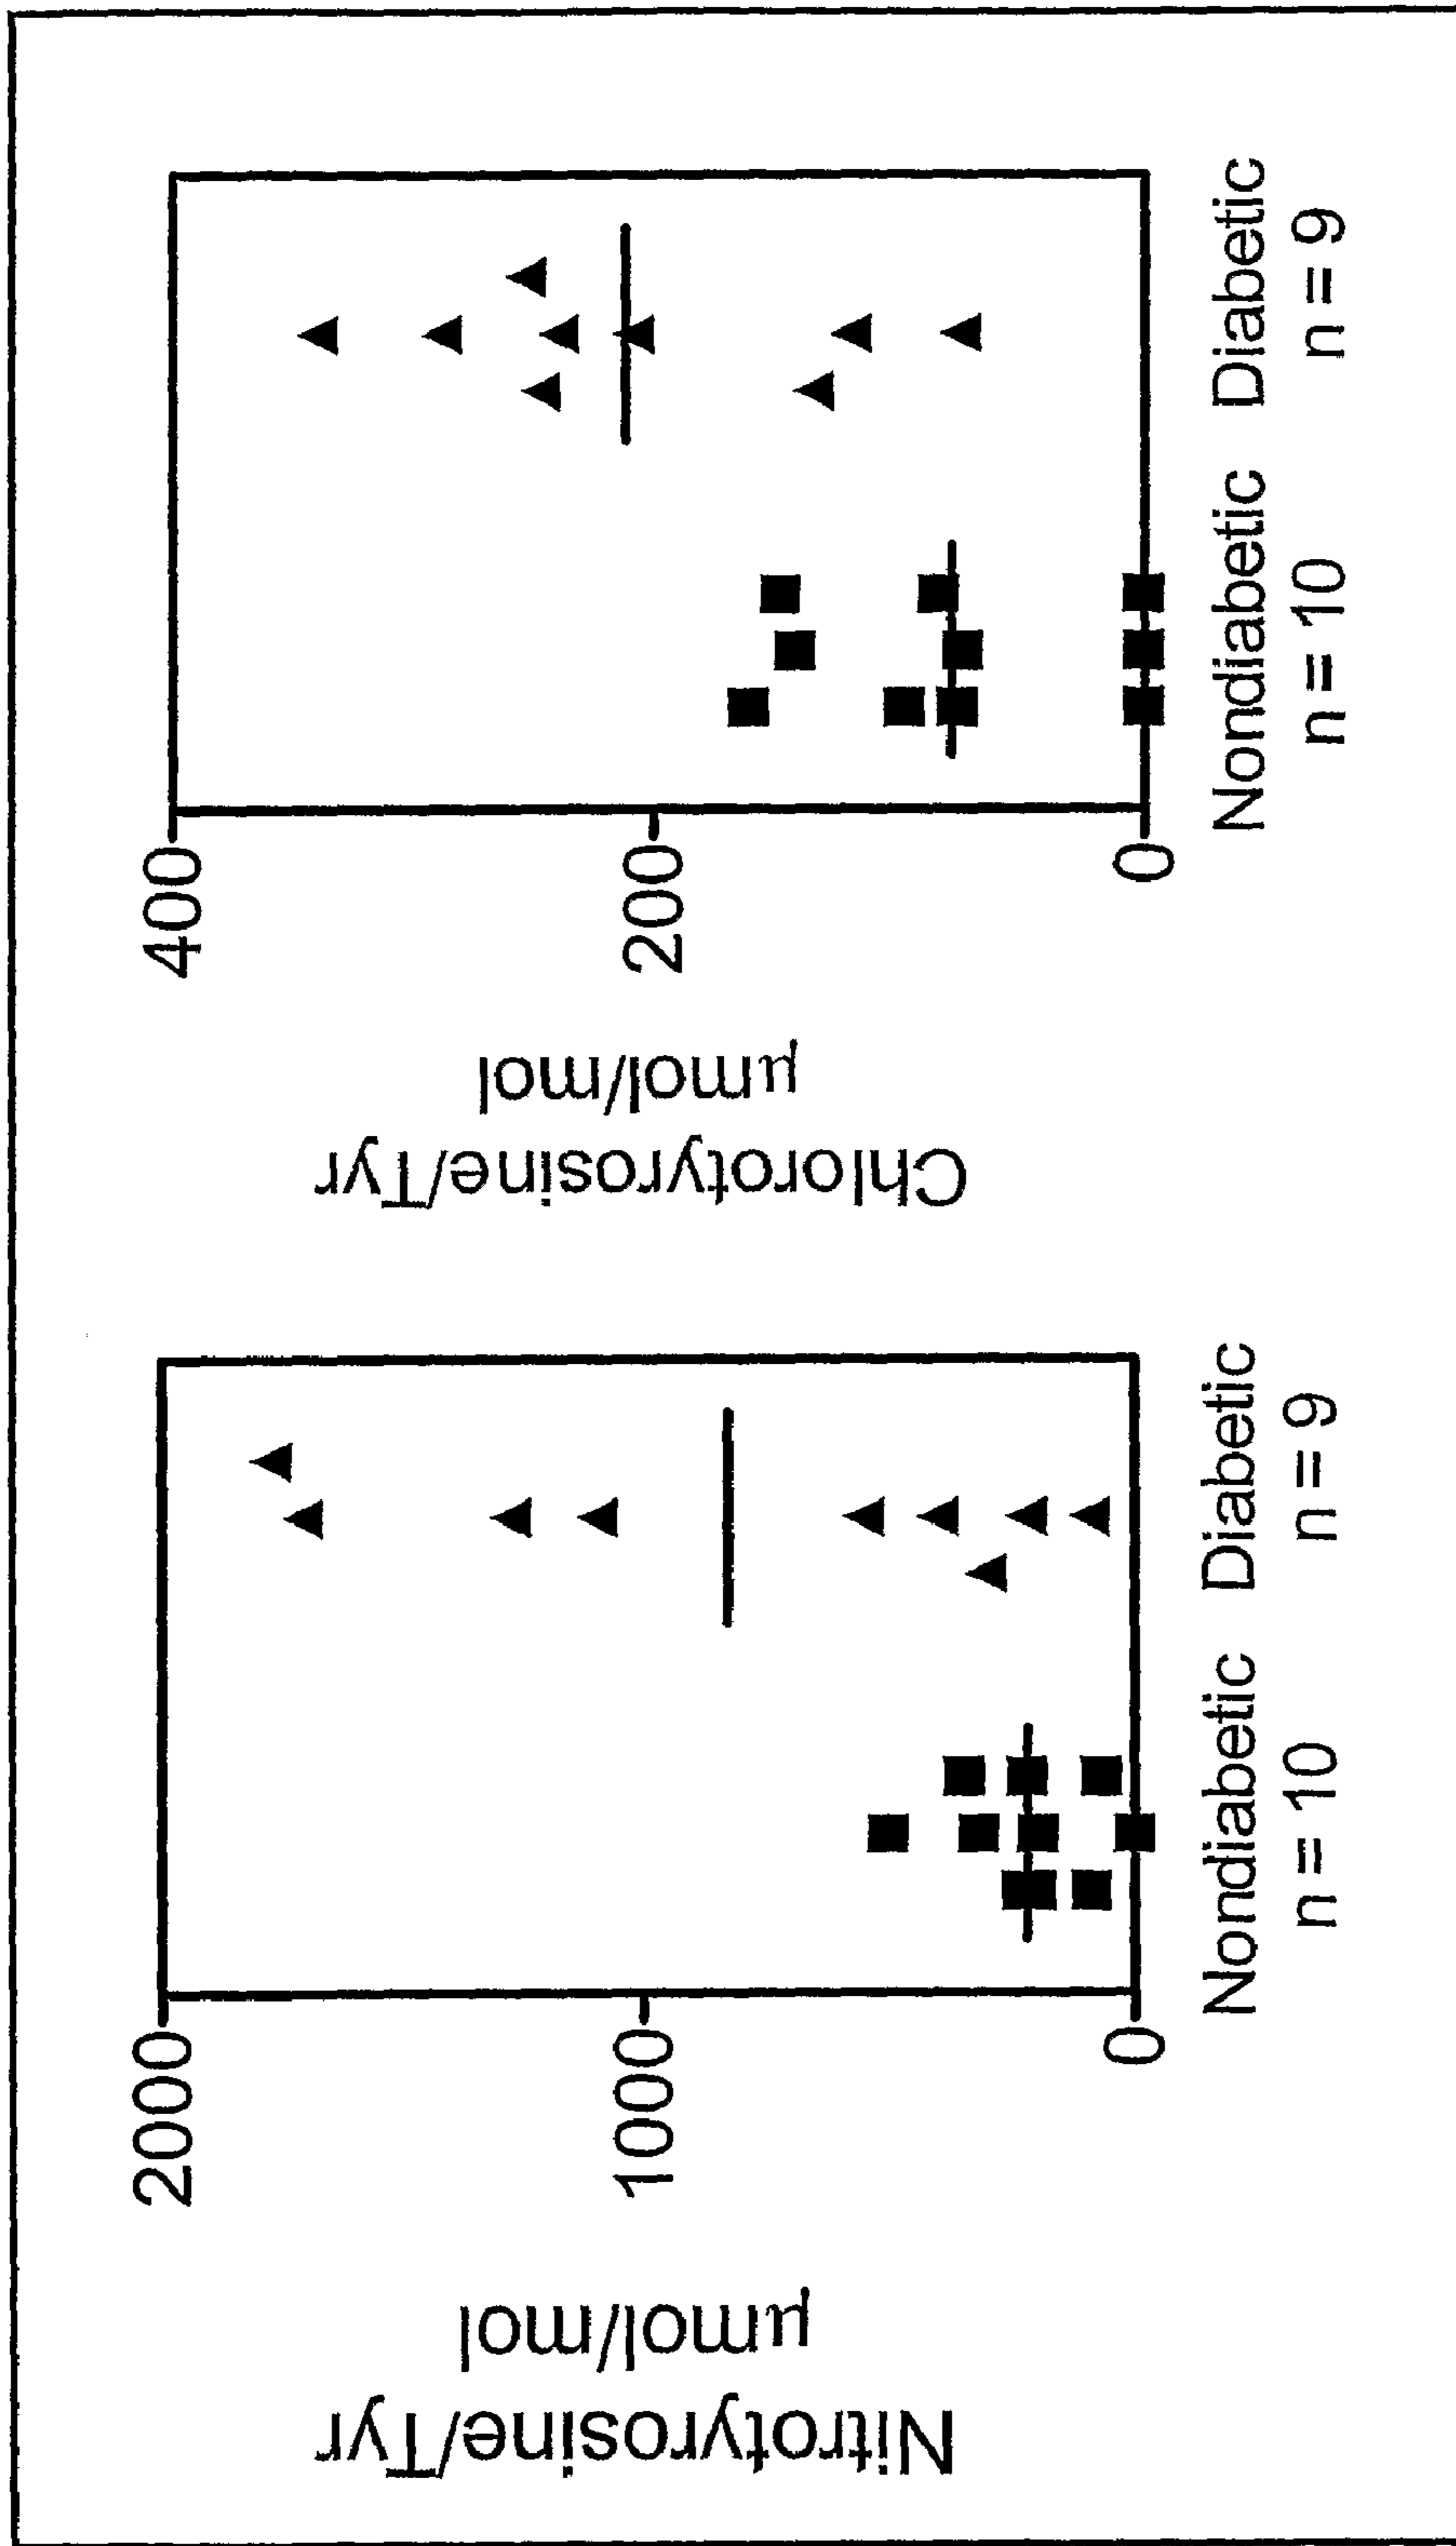 Nitrotyrosine/Tyr
µmol/mol
2000
1000
0
Nondiabetic Diabetic
n = 10 n = 9
Chlorotyrosine/Tyr
µmol/mol
400
200
0
Nondiabetic Diabetic
n = 10 n = 9